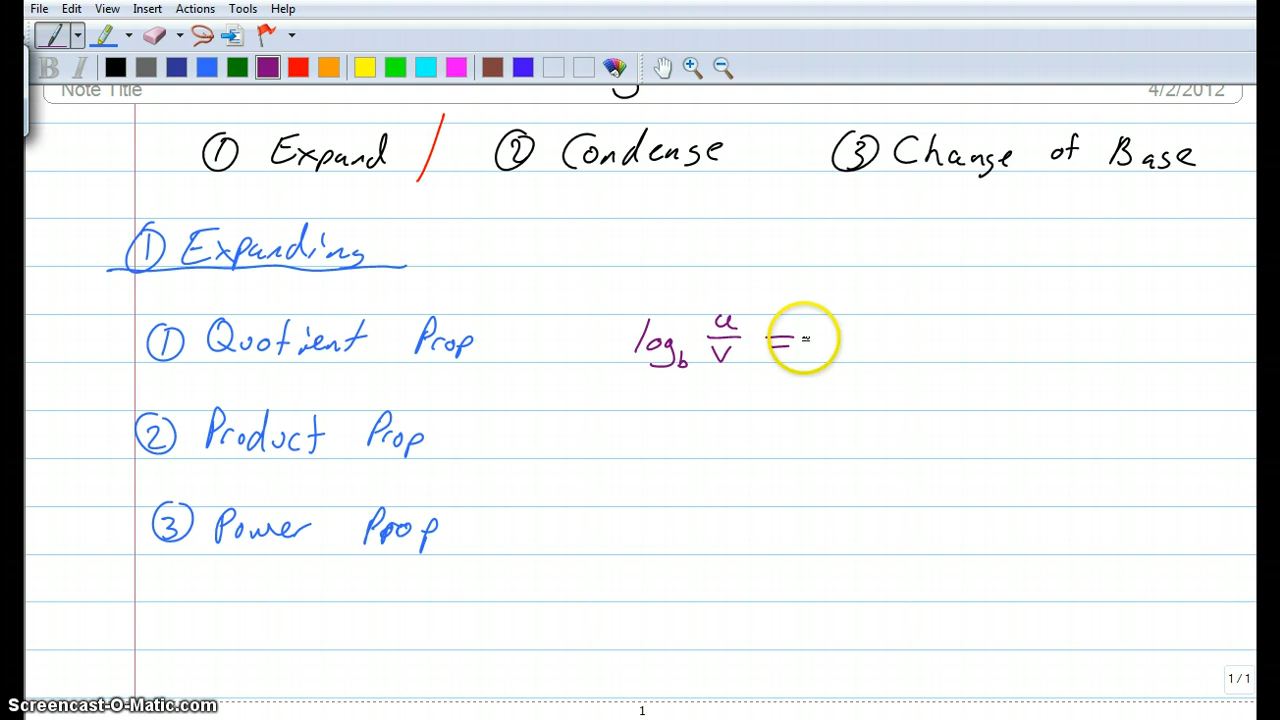 File Edit View Insert Actions Tools Help
B I
Note Title 4/2/2012
① Expand / ② Condense ③ Change of Base
① Expanding
① Quotient Prop log_b u/v =
② Product Prop
③ Power Prop
1/1
Screencast-O-Matic.com
1